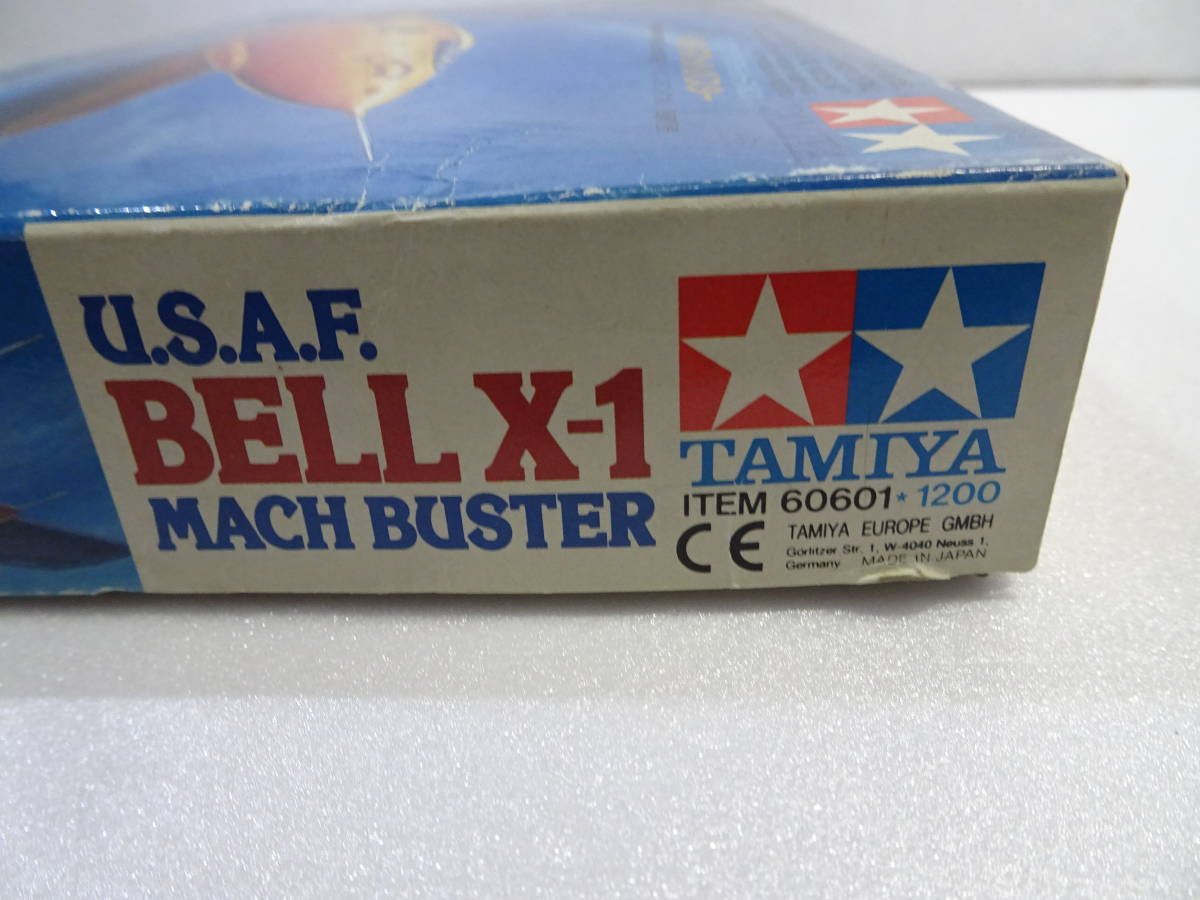 U.S.A.F.
BELL X-1
MACH BUSTER
TAMIYA
ITEM 60601 * 1200
CE
TAMIYA EUROPE GMBH
Görlitzer Str. 1, W-4040 Neuss 1,
Germany MADE IN JAPAN